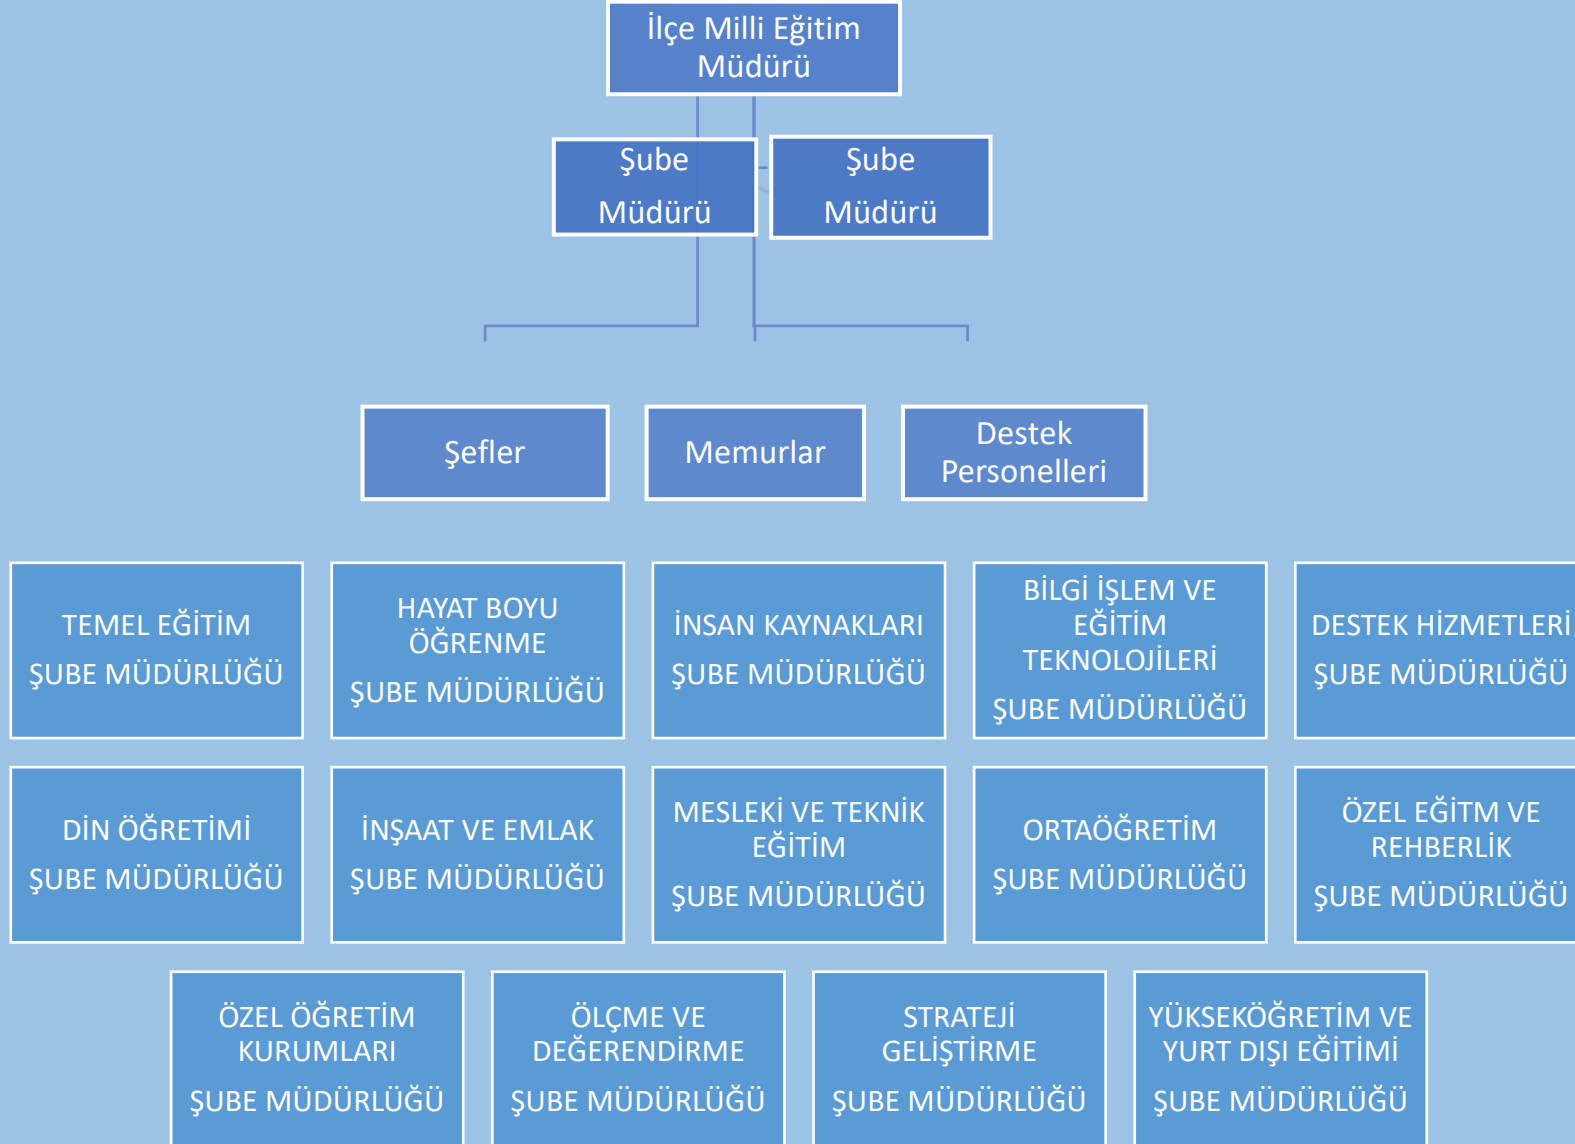 İlçe Milli Eğitim
Müdürü
Şube
Müdürü
Şube
Müdürü
Şefler
Memurlar
Destek
Personelleri
TEMEL EĞİTİM
ŞUBE MÜDÜRLÜĞÜ
HAYAT BOYU
ÖĞRENME
ŞUBE MÜDÜRLÜĞÜ
İNSAN KAYNAKLARI
ŞUBE MÜDÜRLÜĞÜ
BİLGİ İŞLEM VE
EĞİTİM
TEKNOLOJİLERİ
ŞUBE MÜDÜRLÜĞÜ
DESTEK HİZMETLERİ
ŞUBE MÜDÜRLÜĞÜ
DİN ÖĞRETİMİ
ŞUBE MÜDÜRLÜĞÜ
İNŞAAT VE EMLAK
ŞUBE MÜDÜRLÜĞÜ
MESLEKİ VE TEKNİK
EĞİTİM
ŞUBE MÜDÜRLÜĞÜ
ORTAÖĞRETİM
ŞUBE MÜDÜRLÜĞÜ
ÖZEL EĞİTM VE
REHBERLİK
ŞUBE MÜDÜRLÜĞÜ
ÖZEL ÖĞRETİM
KURUMLARI
ŞUBE MÜDÜRLÜĞÜ
ÖLÇME VE
DEĞERENDİRME
ŞUBE MÜDÜRLÜĞÜ
STRATEJİ
GELİŞTİRME
ŞUBE MÜDÜRLÜĞÜ
YÜKSEKÖĞRETİM VE
YURT DIŞI EĞİTİMİ
ŞUBE MÜDÜRLÜĞÜ